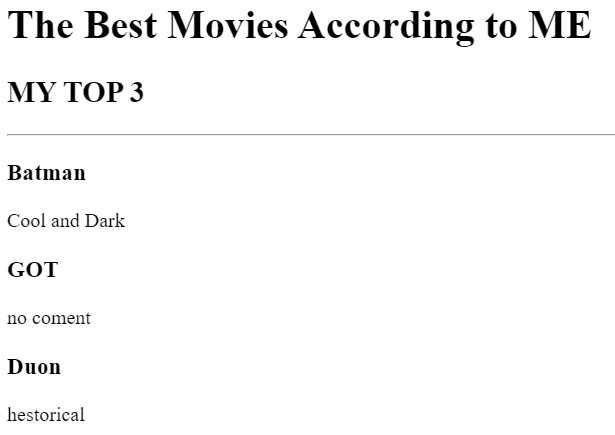 The Best Movies According to ME
MY TOP 3
Batman
Cool and Dark
GOT
no coment
Duon
hestorical